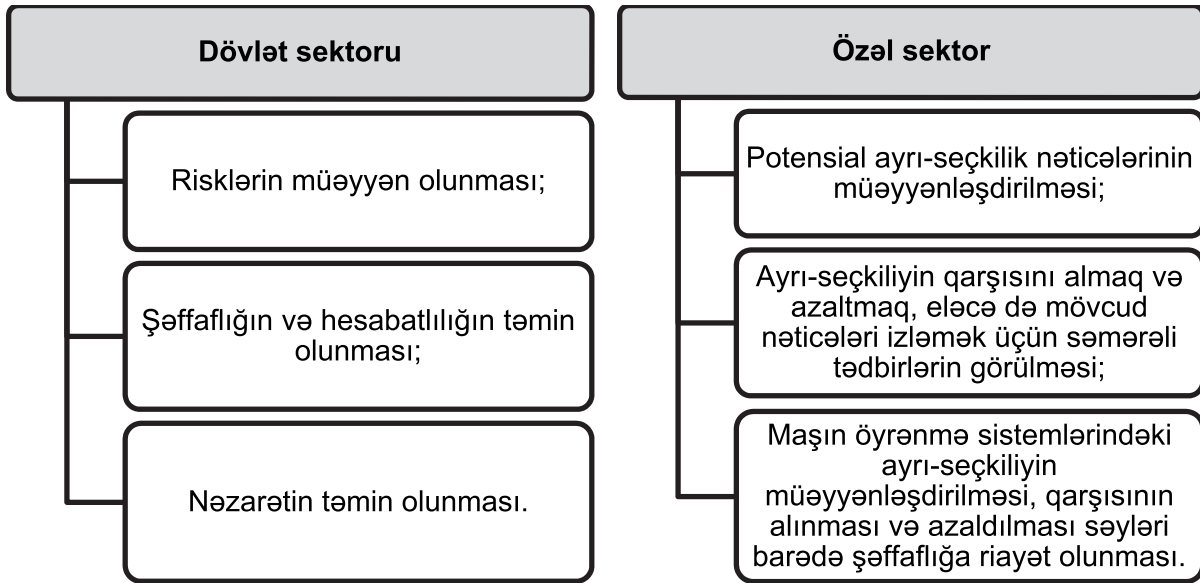 Dövlət sektoru
Risklərin müəyyən olunması;
Şəffaflığın və hesabatlılığın təmin
olunması;
Nəzarətin təmin olunması.
Özəl sektor
Potensial ayrı-seçkilik nəticələrinin
müəyyənləşdirilməsi;
Ayrı-seçkiliyin qarşısını almaq və
azaltmaq, eləcə də mövcud
nəticələri izləmək üçün səmərəli
tədbirlərin görülməsi;
Maşın öyrənmə sistemlərindəki
ayrı-seçkiliyin
müəyyənləşdirilməsi, qarşısının
alınması və azaldılması səyləri
barədə şəffaflığa riayət olunması.